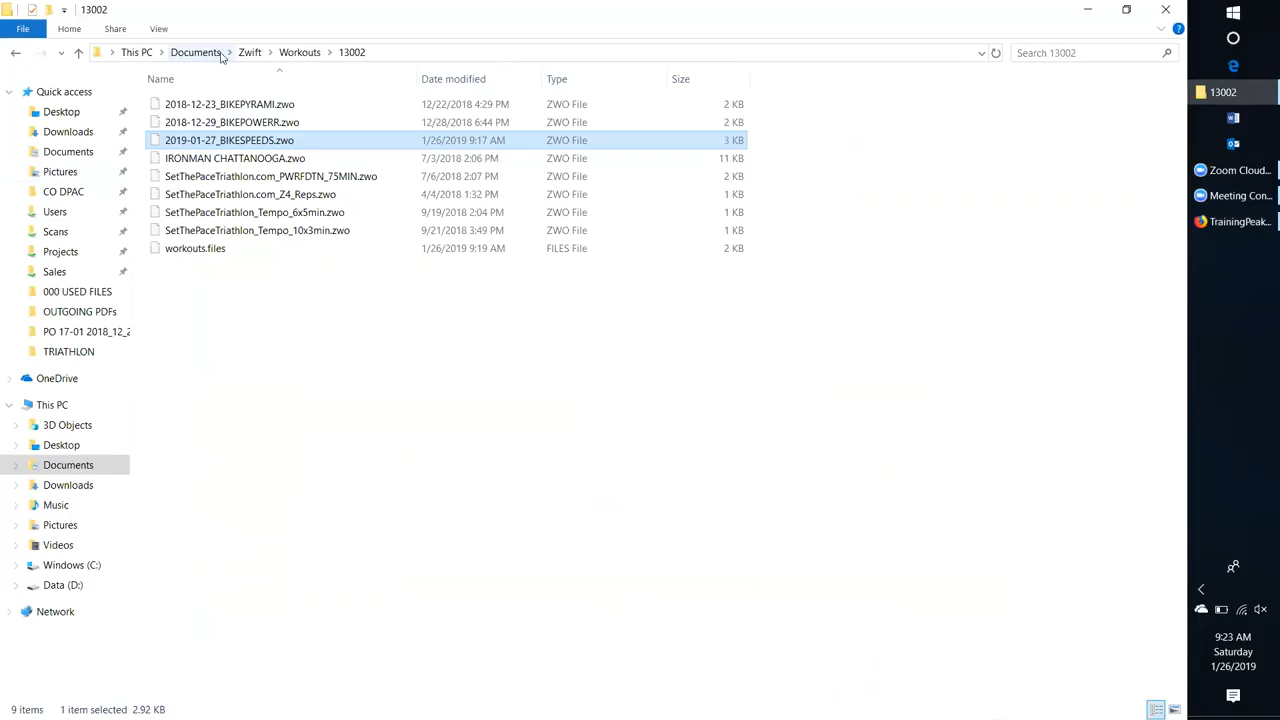 13002
File Home Share View
This PC Documents Zwift Workouts 13002
Search 13002
Name Date modified Type Size
2018-12-23_BIKEPYRAMI.zwo 12/22/2018 4:29 PM ZWO File 2 KB
2018-12-29_BIKEPOWERR.zwo 12/28/2018 6:44 PM ZWO File 2 KB
2019-01-27_BIKESPEEDS.zwo 1/26/2019 9:17 AM ZWO File 3 KB
IRONMAN CHATTANOOGA.zwo 7/3/2018 2:06 PM ZWO File 11 KB
SetThePaceTriathlon.com_PWRFDTN_75MIN.zwo 7/6/2018 2:07 PM ZWO File 2 KB
SetThePaceTriathlon.com_Z4_Reps.zwo 4/4/2018 1:32 PM ZWO File 1 KB
SetThePaceTriathlon_Tempo_6x5min.zwo 9/19/2018 2:04 PM ZWO File 1 KB
SetThePaceTriathlon_Tempo_10x3min.zwo 9/21/2018 3:49 PM ZWO File 1 KB
workouts.files 1/26/2019 9:19 AM FILES File 2 KB
Quick access
Desktop
Downloads
Documents
Pictures
CO DPAC
Users
Scans
Projects
Sales
000 USED FILES
OUTGOING PDFs
PO 17-01 2018_12_2
TRIATHLON
OneDrive
This PC
3D Objects
Desktop
Documents
Downloads
Music
Pictures
Videos
Windows (C:)
Data (D:)
Network
9 items 1 item selected 2.92 KB
13002
Zoom Cloud...
Meeting Con...
TrainingPeak...
9:23 AM
Saturday
1/26/2019